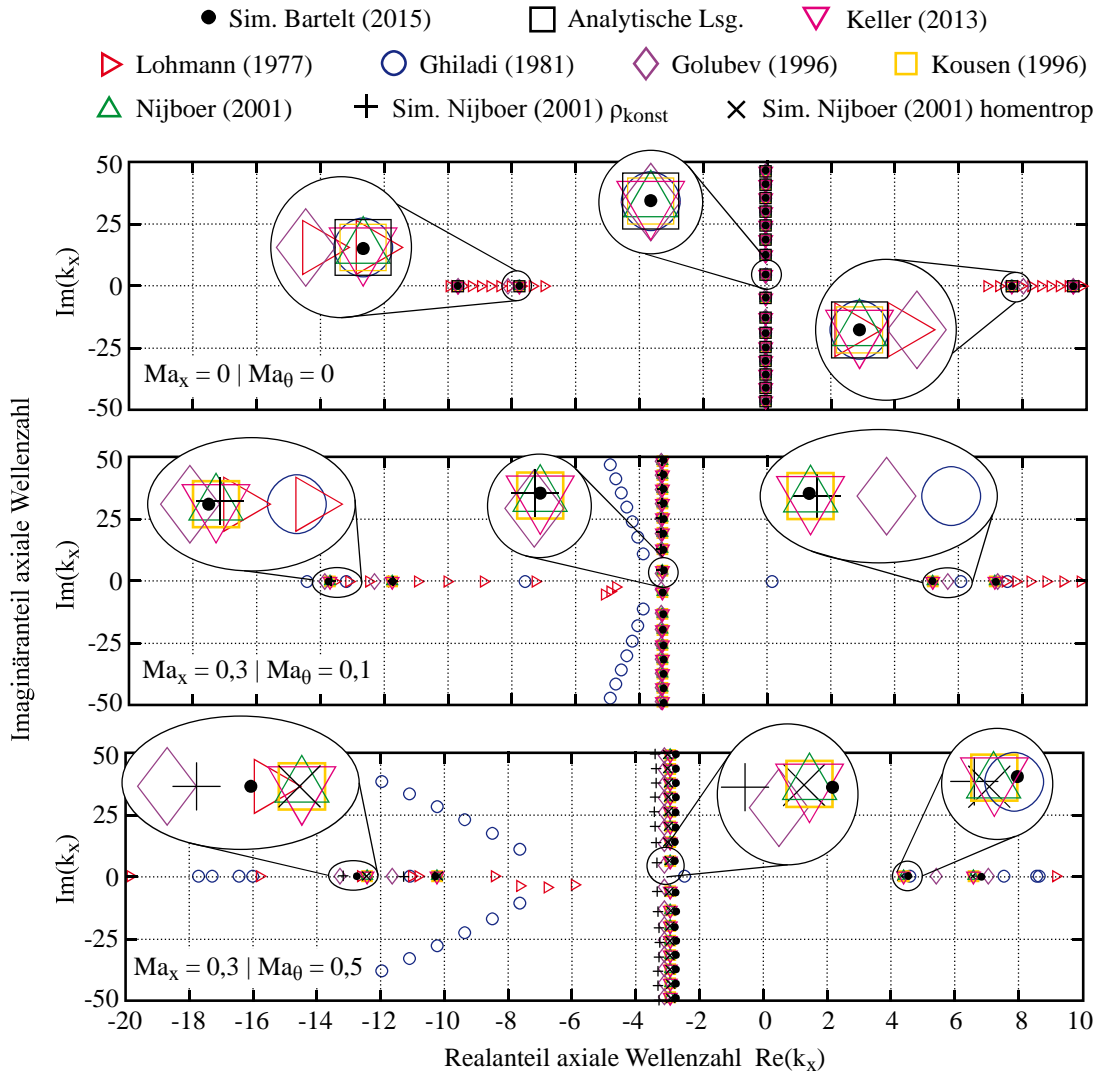 Sim. Bartelt (2015) Analytische Lsg. Keller (2013)
Lohmann (1977) Ghiladi (1981) Golubev (1996) Kousen (1996)
Nijboer (2001) Sim. Nijboer (2001) ρkonst Sim. Nijboer (2001) homentrop
Imaginäranteil axiale Wellenzahl
Im(kx)
50
25
0
-25
-50
Max = 0 | Maθ = 0
Im(kx)
50
25
0
-25
-50
Max = 0,3 | Maθ = 0,1
Im(kx)
50
25
0
-25
-50
Max = 0,3 | Maθ = 0,5
-20 -18 -16 -14 -12 -10 -8 -6 -4 -2 0 2 4 6 8 10
Realanteil axiale Wellenzahl Re(kx)